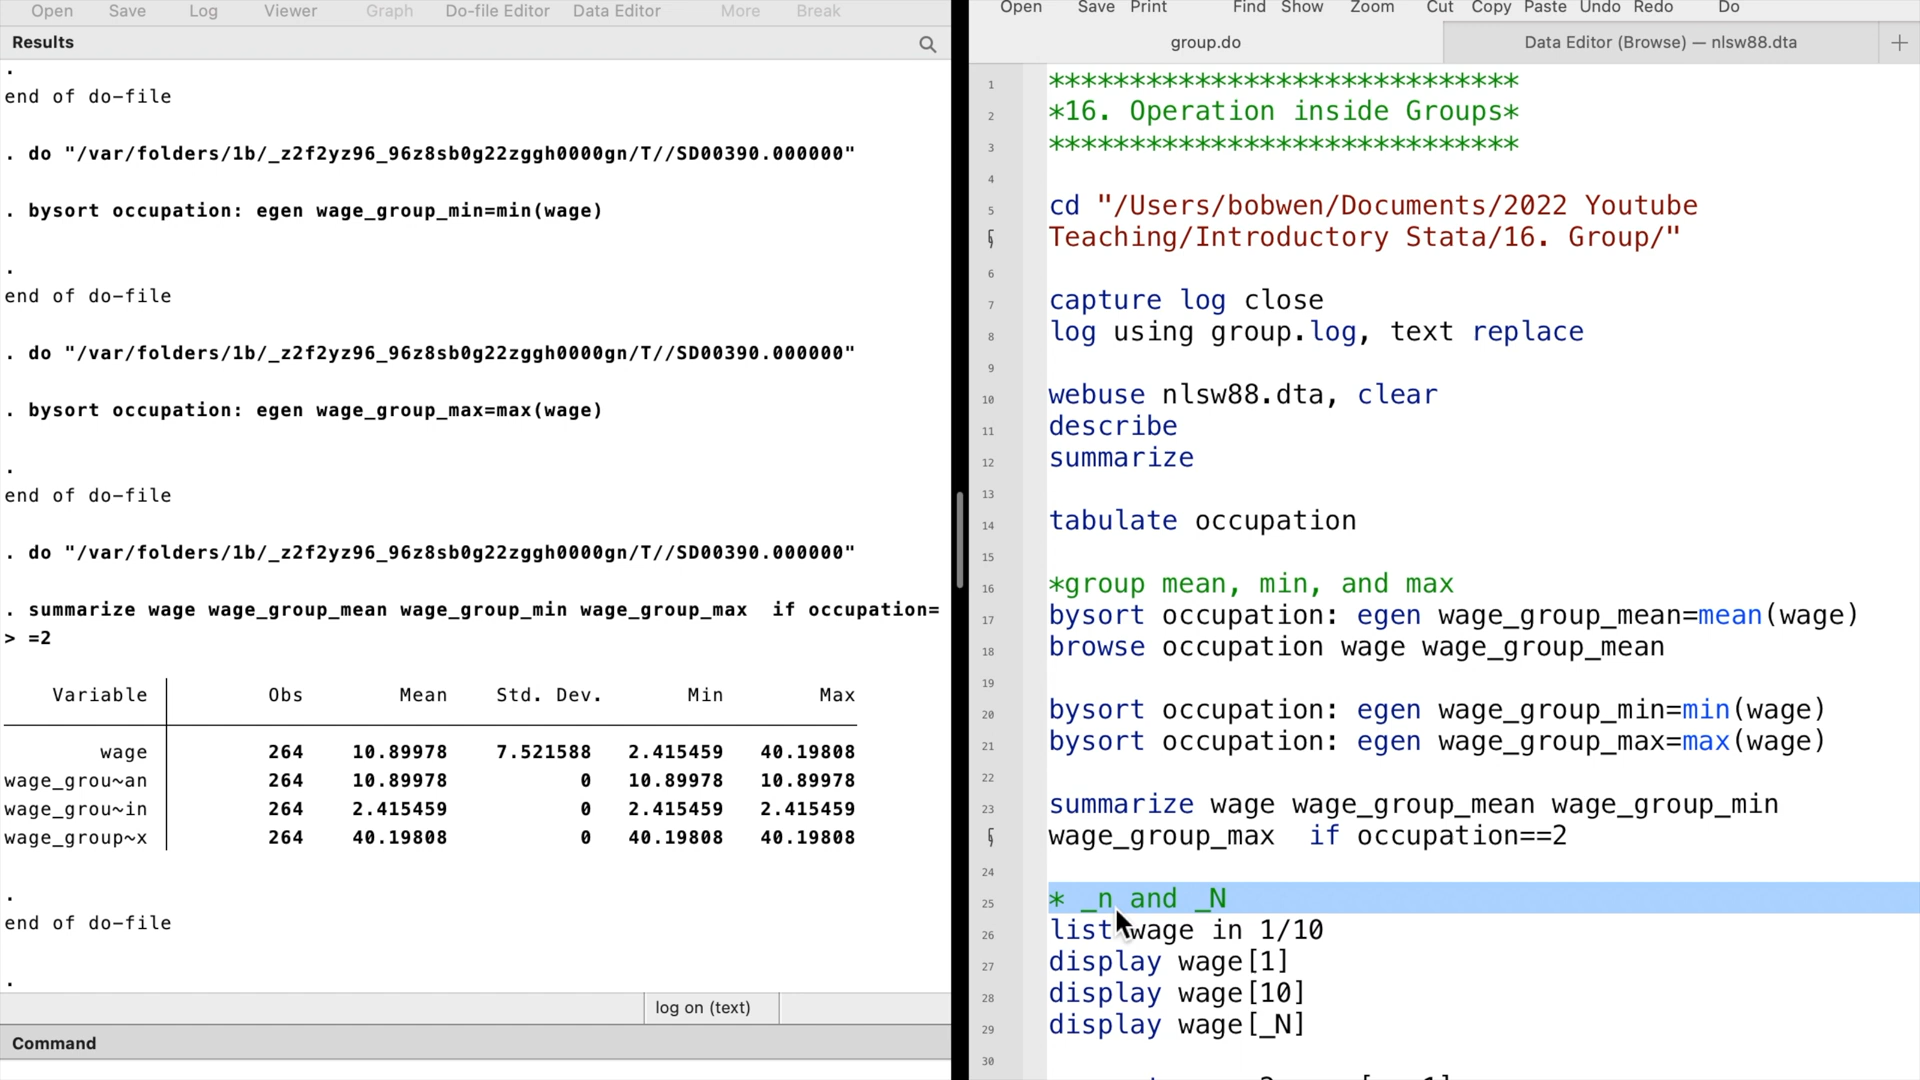 Open Save Log Viewer Graph Do-file Editor Data Editor More Break
Results
.
end of do-file
. do "/var/folders/1b/_z2f2yz96_96z8sb0g22zggh0000gn/T//SD00390.000000"
. bysort occupation: egen wage_group_min=min(wage)
.
end of do-file
. do "/var/folders/1b/_z2f2yz96_96z8sb0g22zggh0000gn/T//SD00390.000000"
. bysort occupation: egen wage_group_max=max(wage)
.
end of do-file
. do "/var/folders/1b/_z2f2yz96_96z8sb0g22zggh0000gn/T//SD00390.000000"
. summarize wage wage_group_mean wage_group_min wage_group_max  if occupation=
> =2
Variable Obs Mean Std. Dev. Min Max
wage 264 10.89978 7.521588 2.415459 40.19808
wage_grou~an 264 10.89978 0 10.89978 10.89978
wage_grou~in 264 2.415459 0 2.415459 2.415459
wage_group~x 264 40.19808 0 40.19808 40.19808
.
end of do-file
.
log on (text)
Command
Open Save Print Find Show Zoom Cut Copy Paste Undo Redo Do
group.do Data Editor (Browse) — nlsw88.dta +
1 *****************************
2 *16. Operation inside Groups*
3 *****************************
4
5 cd "/Users/bobwen/Documents/2022 Youtube
Teaching/Introductory Stata/16. Group/"
6
7 capture log close
8 log using group.log, text replace
9
10 webuse nlsw88.dta, clear
11 describe
12 summarize
13
14 tabulate occupation
15
16 *group mean, min, and max
17 bysort occupation: egen wage_group_mean=mean(wage)
18 browse occupation wage wage_group_mean
19
20 bysort occupation: egen wage_group_min=min(wage)
21 bysort occupation: egen wage_group_max=max(wage)
22
23 summarize wage wage_group_mean wage_group_min
wage_group_max  if occupation==2
24
25 * _n and _N
26 list wage in 1/10
27 display wage[1]
28 display wage[10]
29 display wage[_N]
30